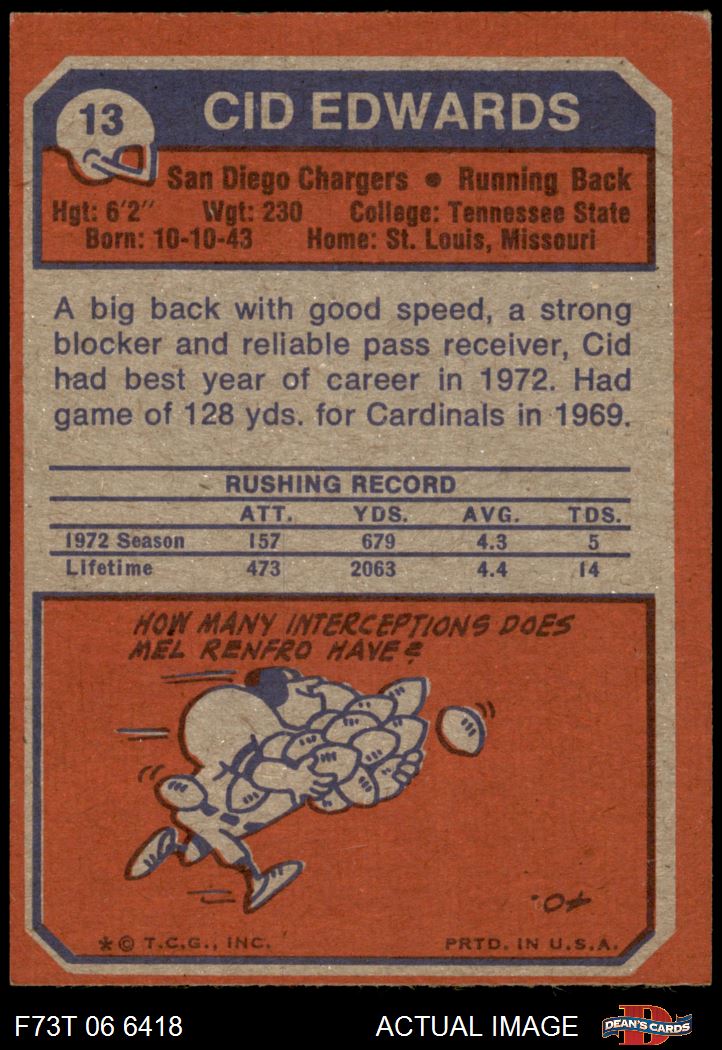 13
CID EDWARDS
San Diego Chargers • Running Back
Hgt: 6'2" Wgt: 230 College: Tennessee State
Born: 10-10-43 Home: St. Louis, Missouri
A big back with good speed, a strong
blocker and reliable pass receiver, Cid
had best year of career in 1972. Had
game of 128 yds. for Cardinals in 1969.
RUSHING RECORD
ATT. YDS. AVG. TDS.
1972 Season 157 679 4.3 5
Lifetime 473 2063 4.4 14
HOW MANY INTERCEPTIONS DOES
MEL RENFRO HAVE?
40.
* © T.C.G., INC. PRTD. IN U.S.A.
F73T 06 6418 ACTUAL IMAGE D DEAN'S CARDS